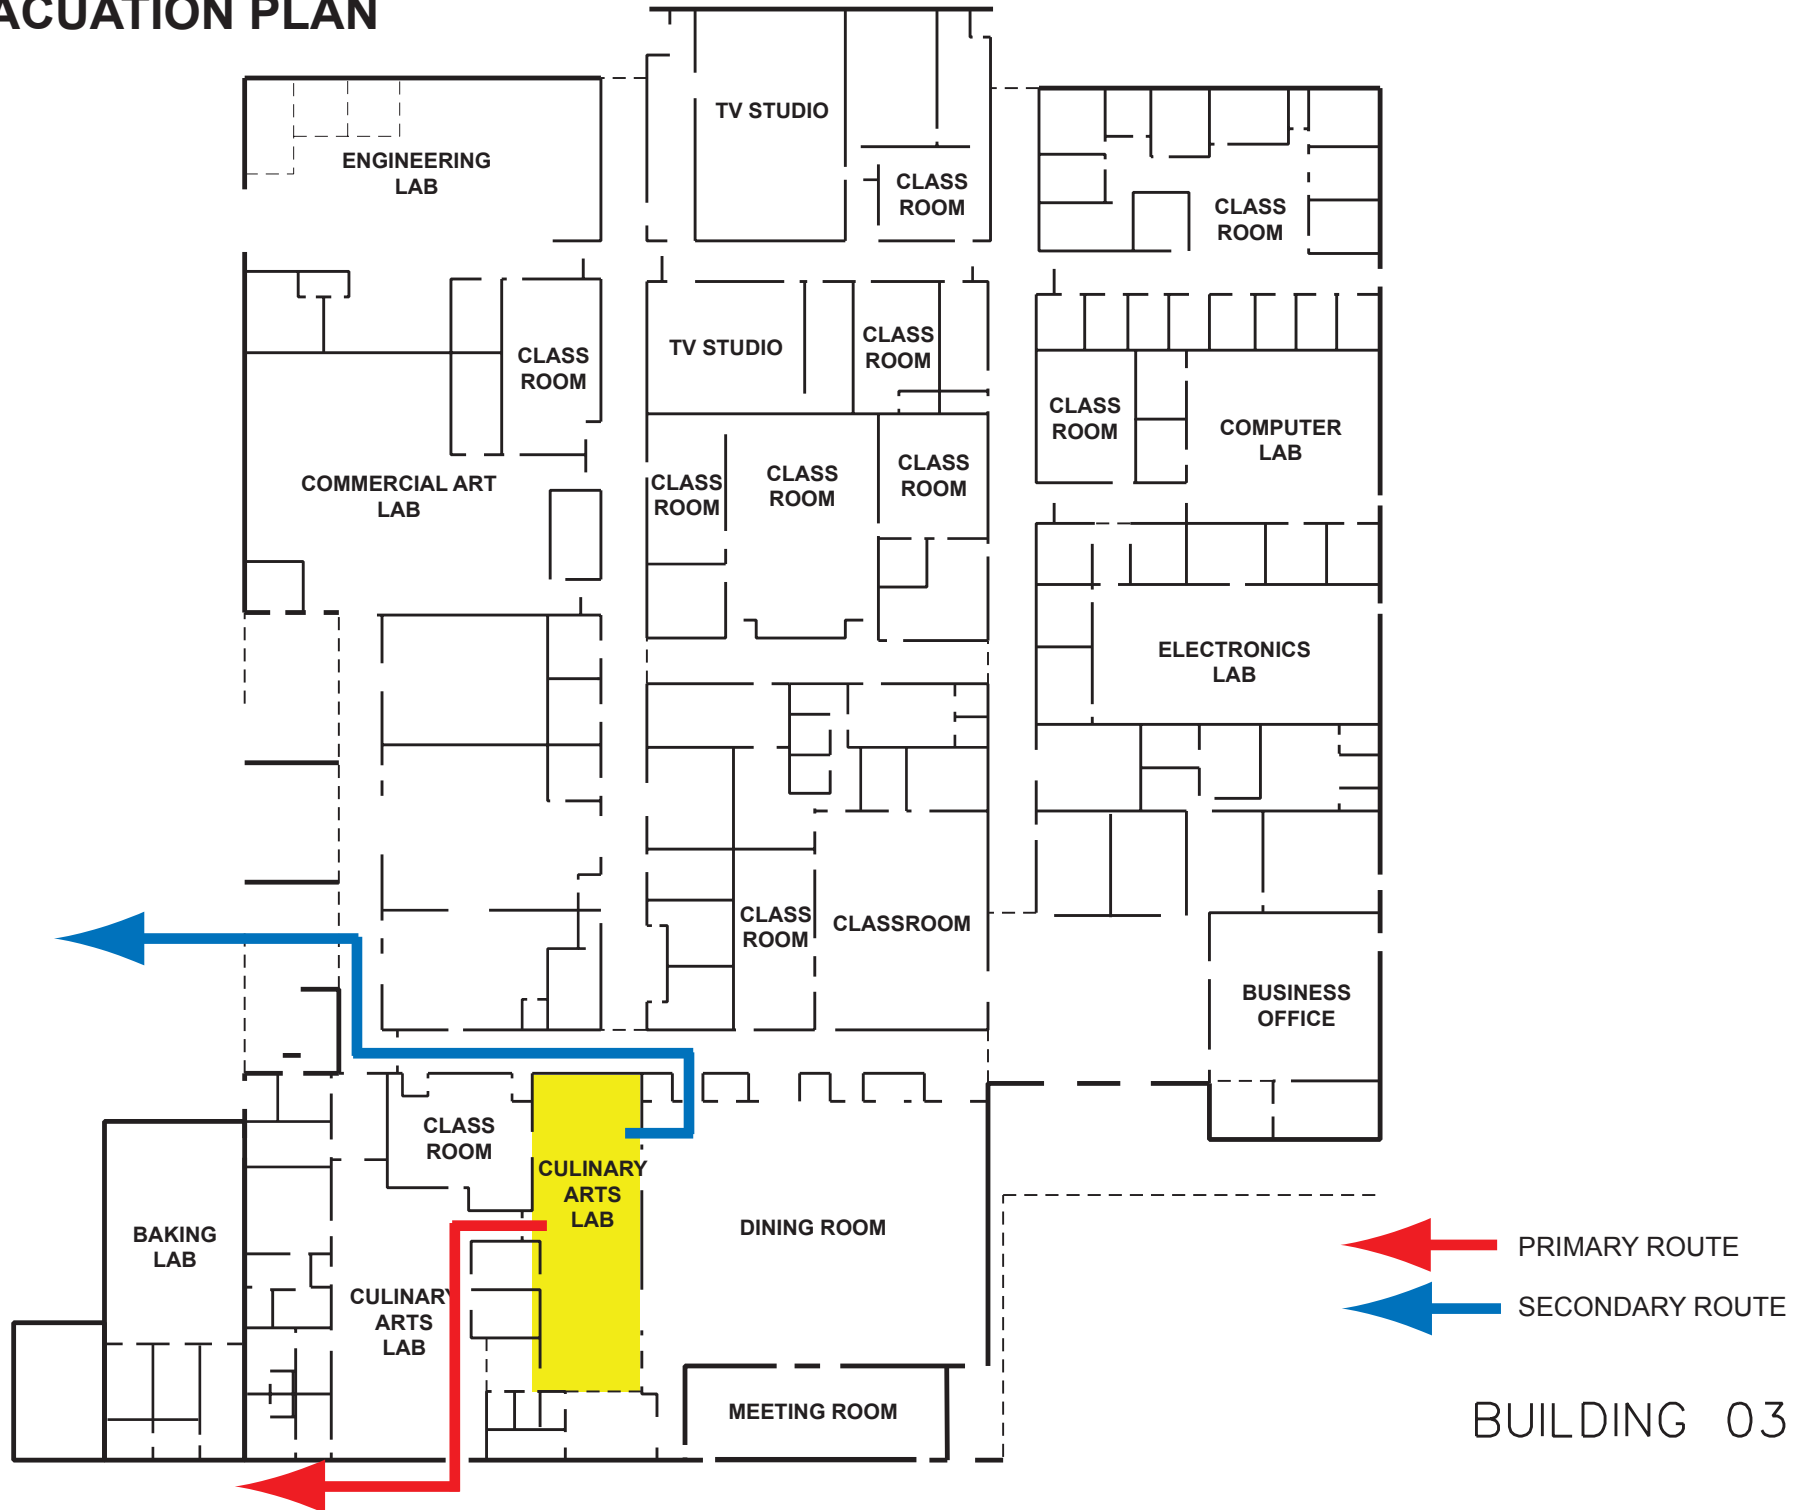 ACUATION PLAN
TV STUDIO
ENGINEERING
LAB
CLASS
ROOM
CLASS
ROOM
TV STUDIO
CLASS
ROOM
CLASS
ROOM
CLASS
ROOM
COMPUTER
LAB
COMMERCIAL ART
LAB
CLASS
ROOM
CLASS
ROOM
CLASS
ROOM
ELECTRONICS
LAB
CLASS
ROOM
CLASSROOM
BUSINESS
OFFICE
CLASS
ROOM
CULINARY
ARTS
LAB
BAKING
LAB
DINING ROOM
CULINARY
ARTS
LAB
MEETING ROOM
PRIMARY ROUTE
SECONDARY ROUTE
BUILDING 03